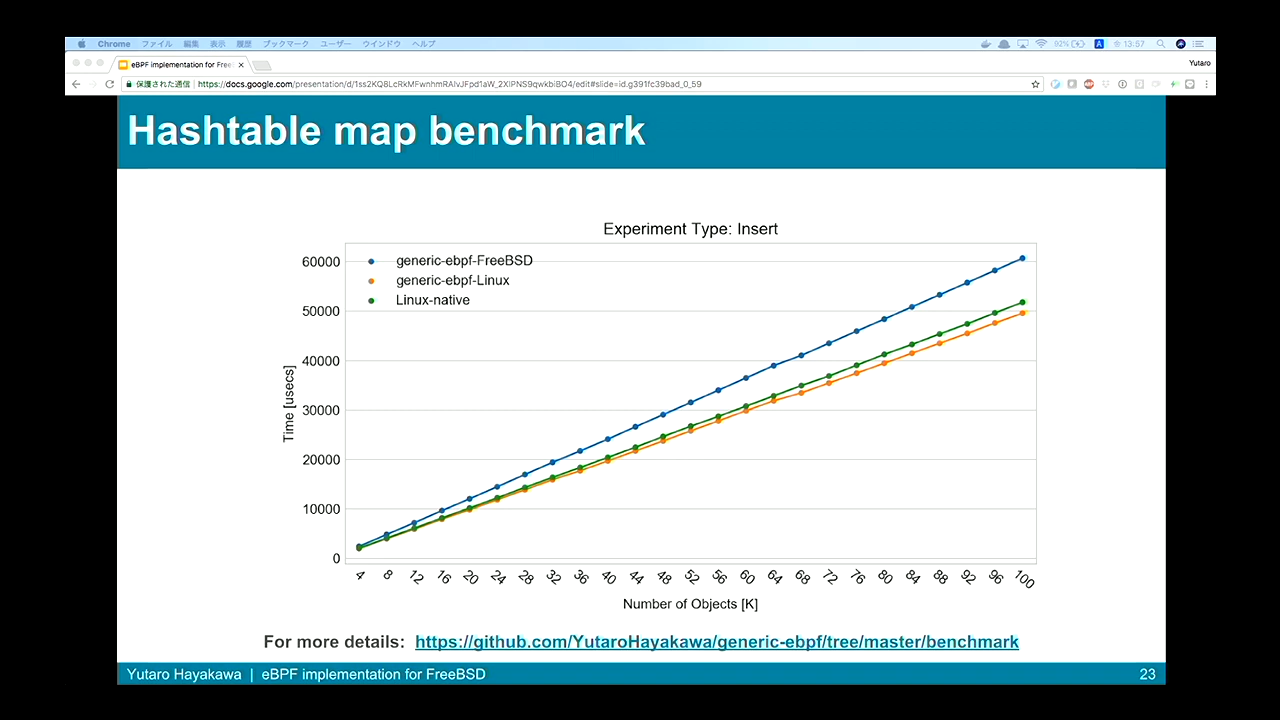 Chrome ファイル 編集 表示 履歴 ブックマーク ユーザー ウインドウ ヘルプ 92% A 13:57
eBPF implementation for Free Yutaro
保護された通信 https://docs.google.com/presentation/d/1ss2KQ8LcRkMFwnhmRAlvJFpd1aW_2XlPNS9qwkbiBO4/edit#slide=id.g391fc39bad_0_59
Hashtable map benchmark
Experiment Type: Insert
generic-ebpf-FreeBSD
generic-ebpf-Linux
Linux-native
60000
50000
40000
30000
20000
10000
0
Time [usecs]
4 8 12 16 20 24 28 32 36 40 44 48 52 56 60 64 68 72 76 80 84 88 92 96 100
Number of Objects [K]
For more details: https://github.com/YutaroHayakawa/generic-ebpf/tree/master/benchmark
Yutaro Hayakawa | eBPF implementation for FreeBSD 23